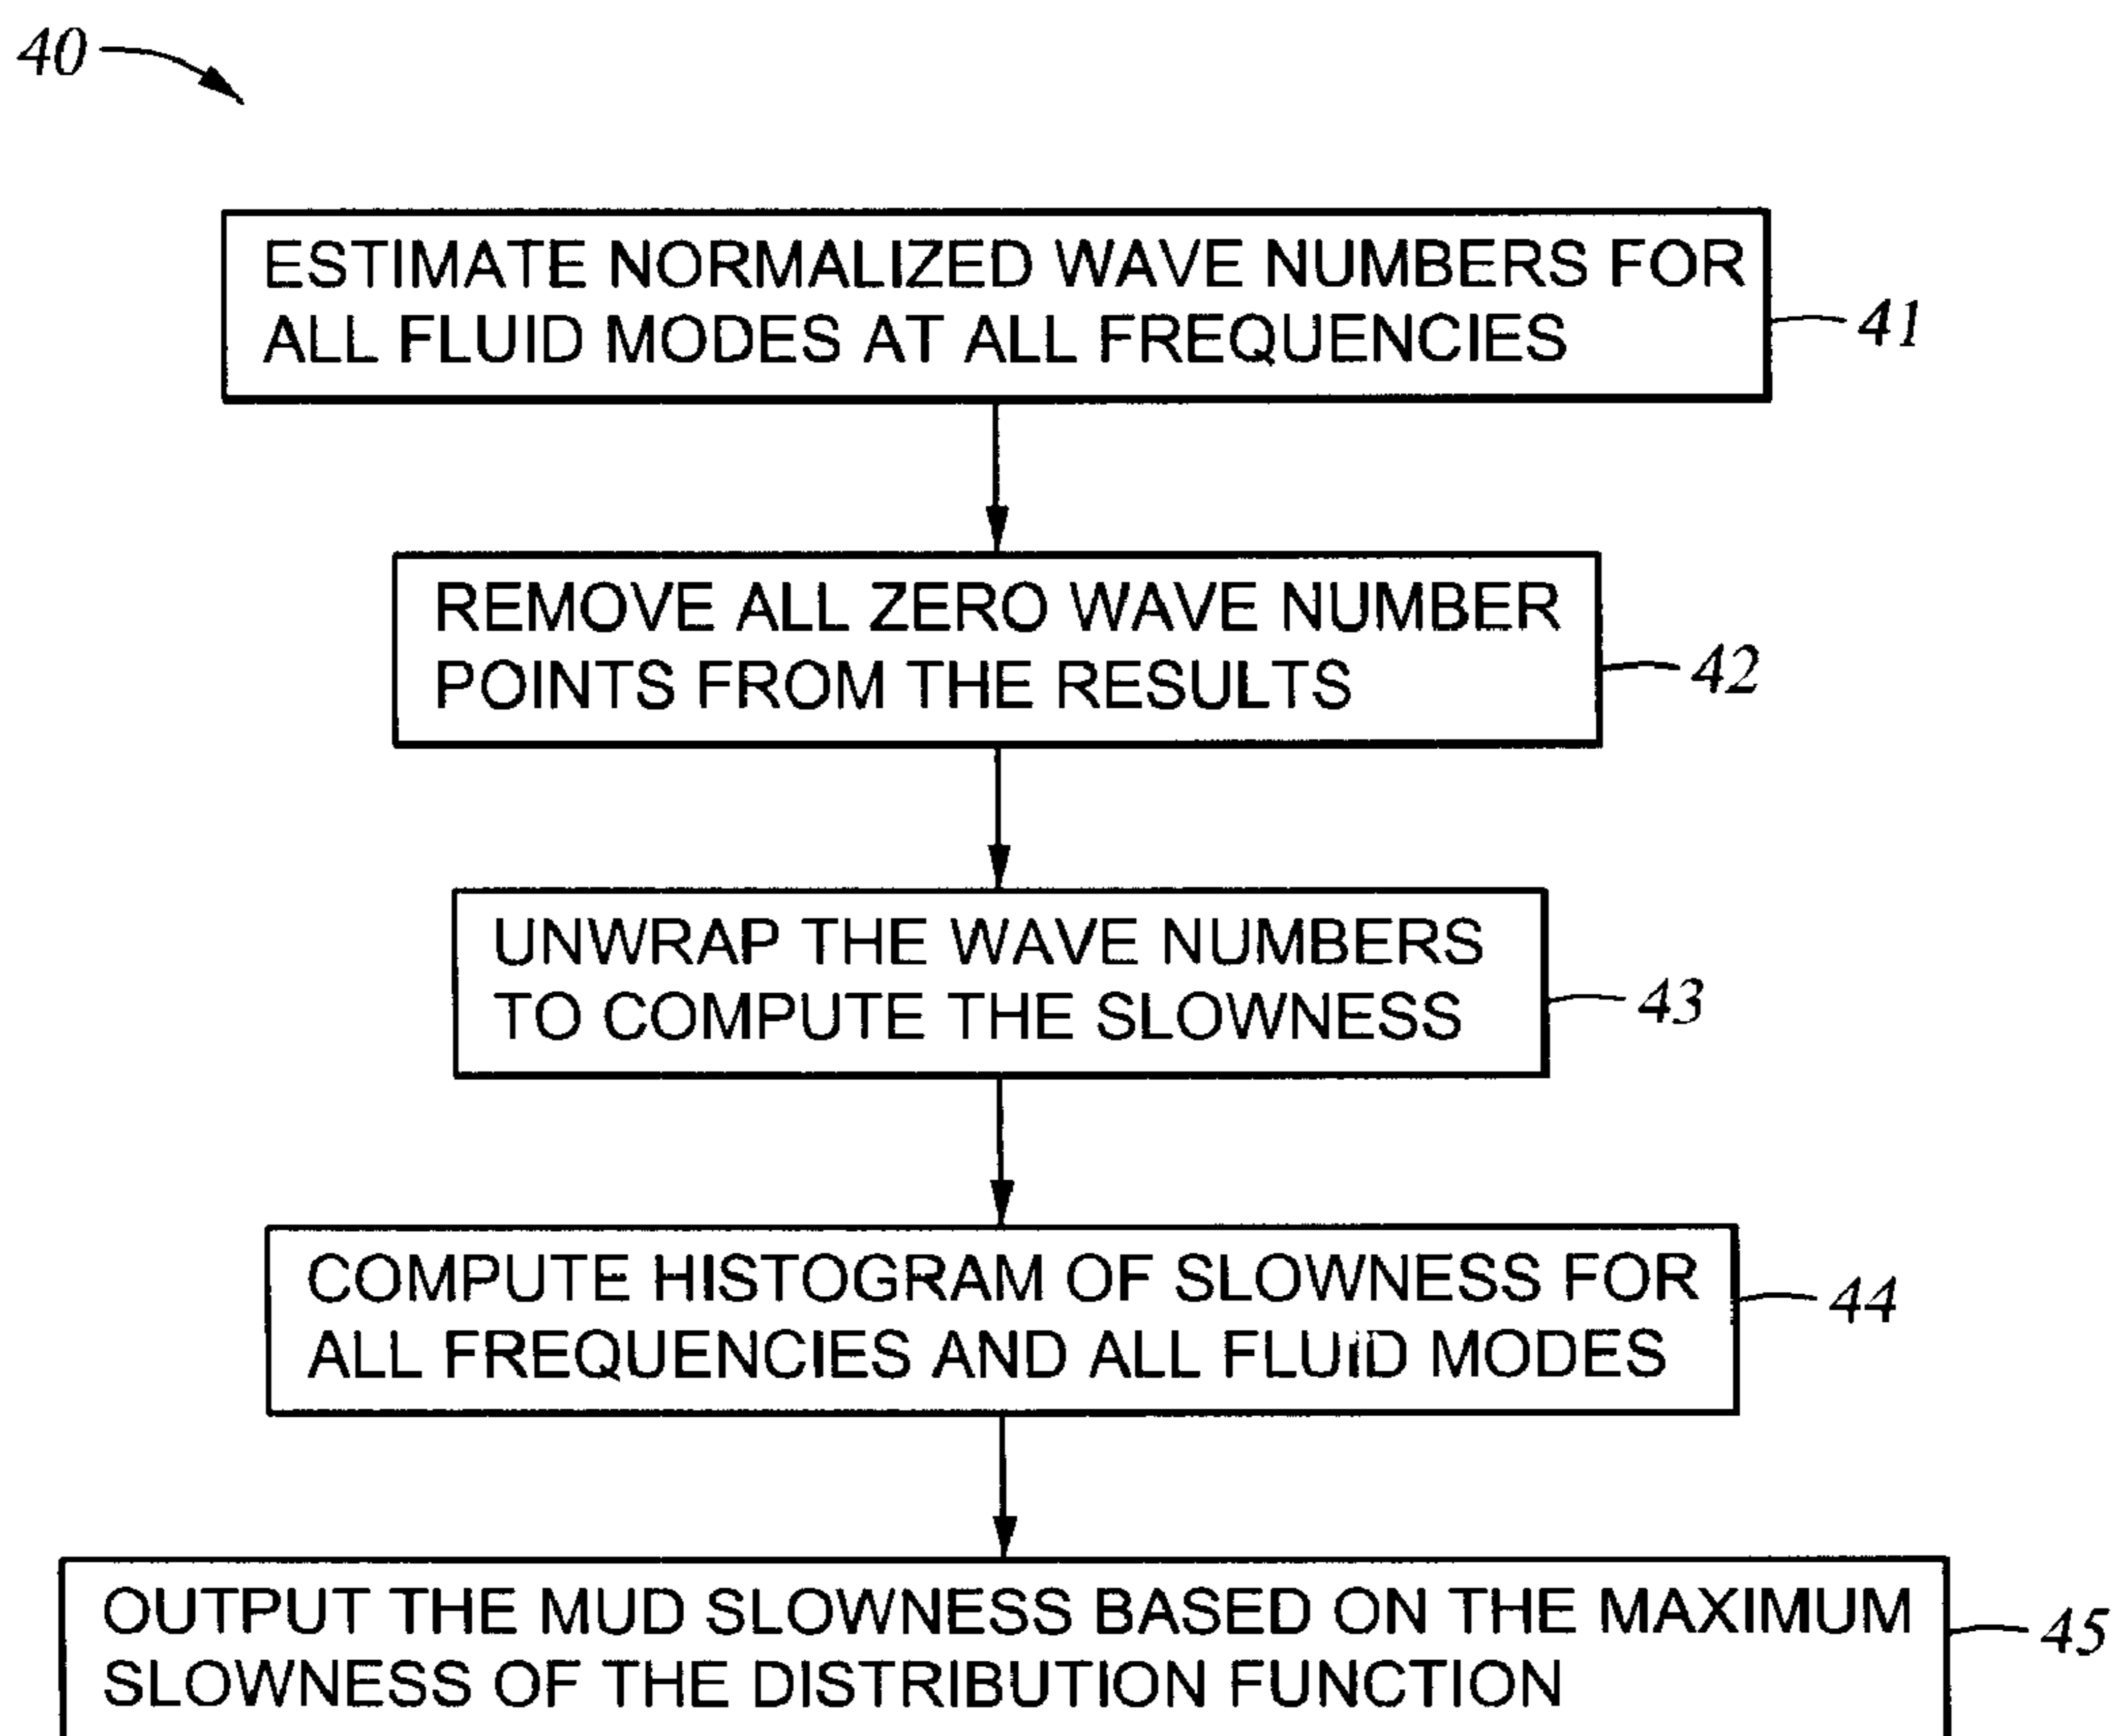 40
ESTIMATE NORMALIZED WAVE NUMBERS FOR
ALL FLUID MODES AT ALL FREQUENCIES
41
REMOVE ALL ZERO WAVE NUMBER
POINTS FROM THE RESULTS
42
UNWRAP THE WAVE NUMBERS
TO COMPUTE THE SLOWNESS
43
COMPUTE HISTOGRAM OF SLOWNESS FOR
ALL FREQUENCIES AND ALL FLUID MODES
44
OUTPUT THE MUD SLOWNESS BASED ON THE MAXIMUM
SLOWNESS OF THE DISTRIBUTION FUNCTION
45